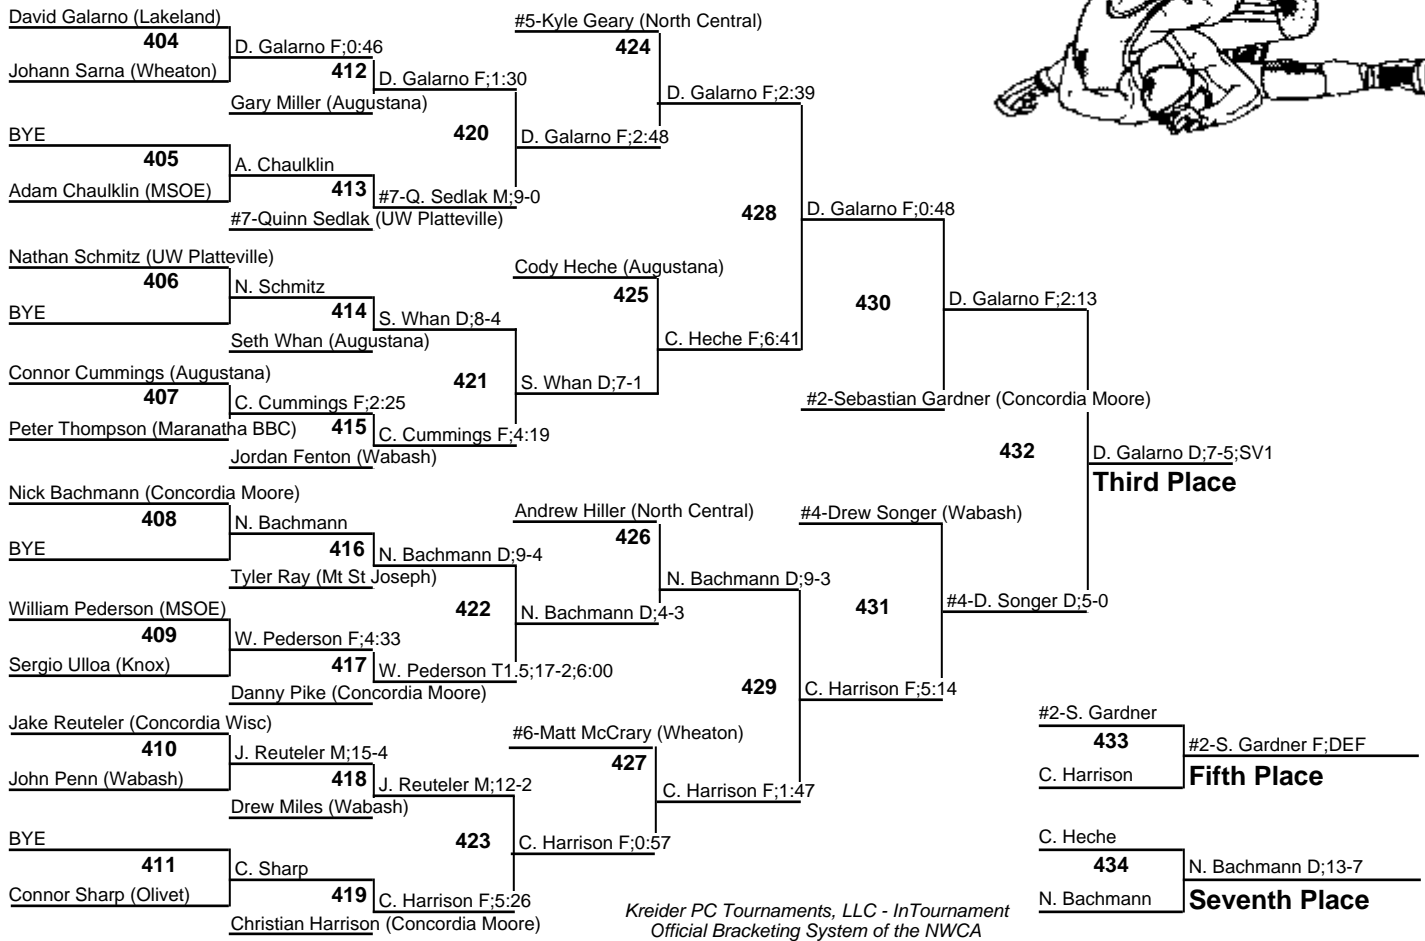 David Galarno (Lakeland)
404
Johann Sarna (Wheaton)
D. Galarno F;0:46
412
Gary Miller (Augustana)
D. Galarno F;1:30
BYE
405
Adam Chaulklin (MSOE)
A. Chaulklin
413
#7-Quinn Sedlak (UW Platteville)
#7-Q. Sedlak M;9-0
420
D. Galarno F;2:48
#5-Kyle Geary (North Central)
424
D. Galarno F;2:39
Nathan Schmitz (UW Platteville)
406
BYE
N. Schmitz
414
Seth Whan (Augustana)
S. Whan D;8-4
Connor Cummings (Augustana)
407
Peter Thompson (Maranatha BBC)
C. Cummings F;2:25
415
Jordan Fenton (Wabash)
C. Cummings F;4:19
421
S. Whan D;7-1
Cody Heche (Augustana)
425
C. Heche F;6:41
428
D. Galarno F;0:48
430
#2-Sebastian Gardner (Concordia Moore)
D. Galarno F;2:13
Nick Bachmann (Concordia Moore)
408
BYE
N. Bachmann
416
Tyler Ray (Mt St Joseph)
N. Bachmann D;9-4
William Pederson (MSOE)
409
Sergio Ulloa (Knox)
W. Pederson F;4:33
417
Danny Pike (Concordia Moore)
W. Pederson T1.5;17-2;6:00
422
N. Bachmann D;4-3
Andrew Hiller (North Central)
426
N. Bachmann D;9-3
Jake Reuteler (Concordia Wisc)
410
John Penn (Wabash)
J. Reuteler M;15-4
418
Drew Miles (Wabash)
J. Reuteler M;12-2
BYE
411
Connor Sharp (Olivet)
C. Sharp
419
Christian Harrison (Concordia Moore)
C. Harrison F;5:26
423
C. Harrison F;0:57
#6-Matt McCrary (Wheaton)
427
C. Harrison F;1:47
429
C. Harrison F;5:14
#4-Drew Songer (Wabash)
431
#4-D. Songer D;5-0
432
D. Galarno D;7-5;SV1
Third Place
#2-S. Gardner
433
C. Harrison
#2-S. Gardner F;DEF
Fifth Place
C. Heche
434
N. Bachmann
N. Bachmann D;13-7
Seventh Place
Kreider PC Tournaments, LLC - InTournament
Official Bracketing System of the NWCA